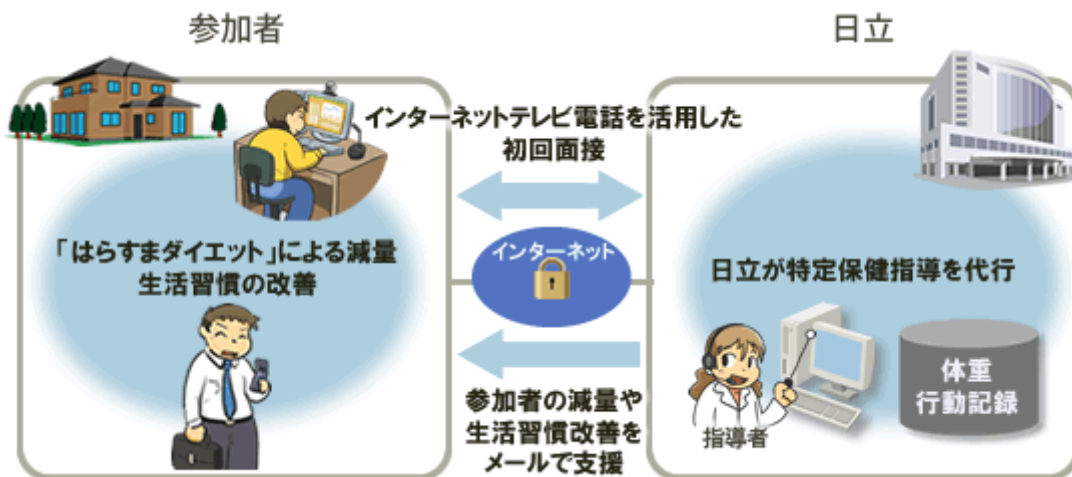 参加者
日立
インターネットテレビ電話を活用した
初回面接
「はらすまダイエット」による減量
生活習慣の改善
インターネット
日立が特定保健指導を代行
体重
行動記録
指導者
参加者の減量や
生活習慣改善を
メールで支援